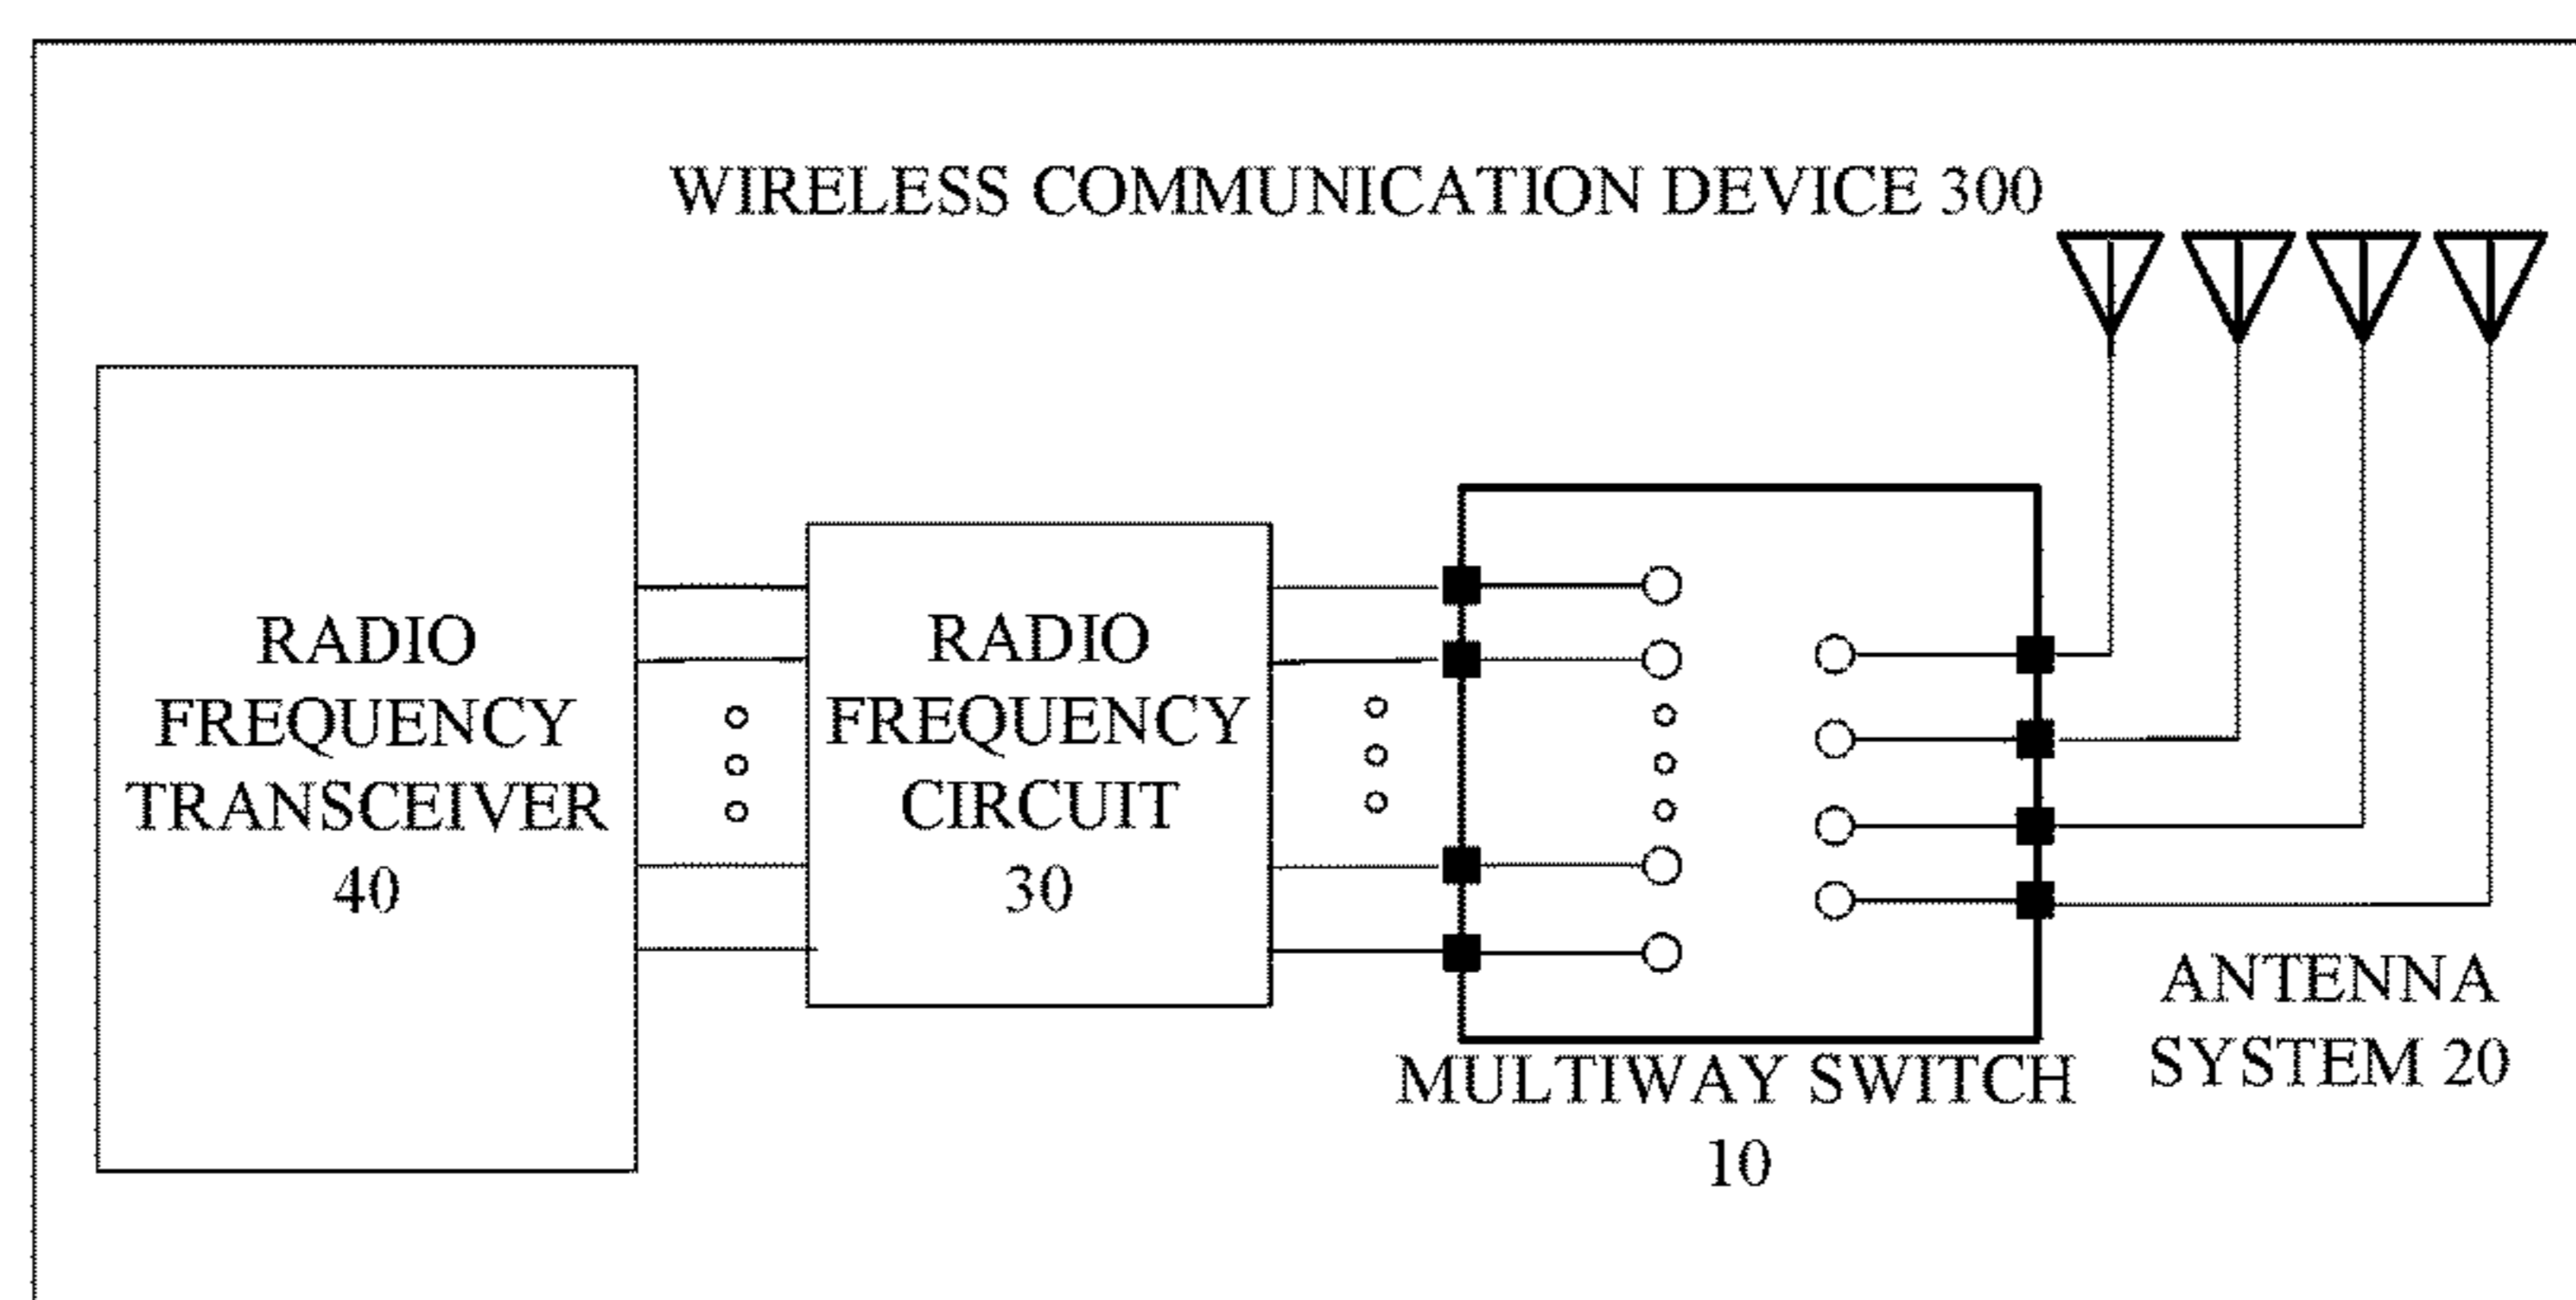 WIRELESS COMMUNICATION DEVICE 300
RADIO
FREQUENCY
TRANSCEIVER
40
RADIO
FREQUENCY
CIRCUIT
30
MULTIWAY SWITCH
10
ANTENNA
SYSTEM 20